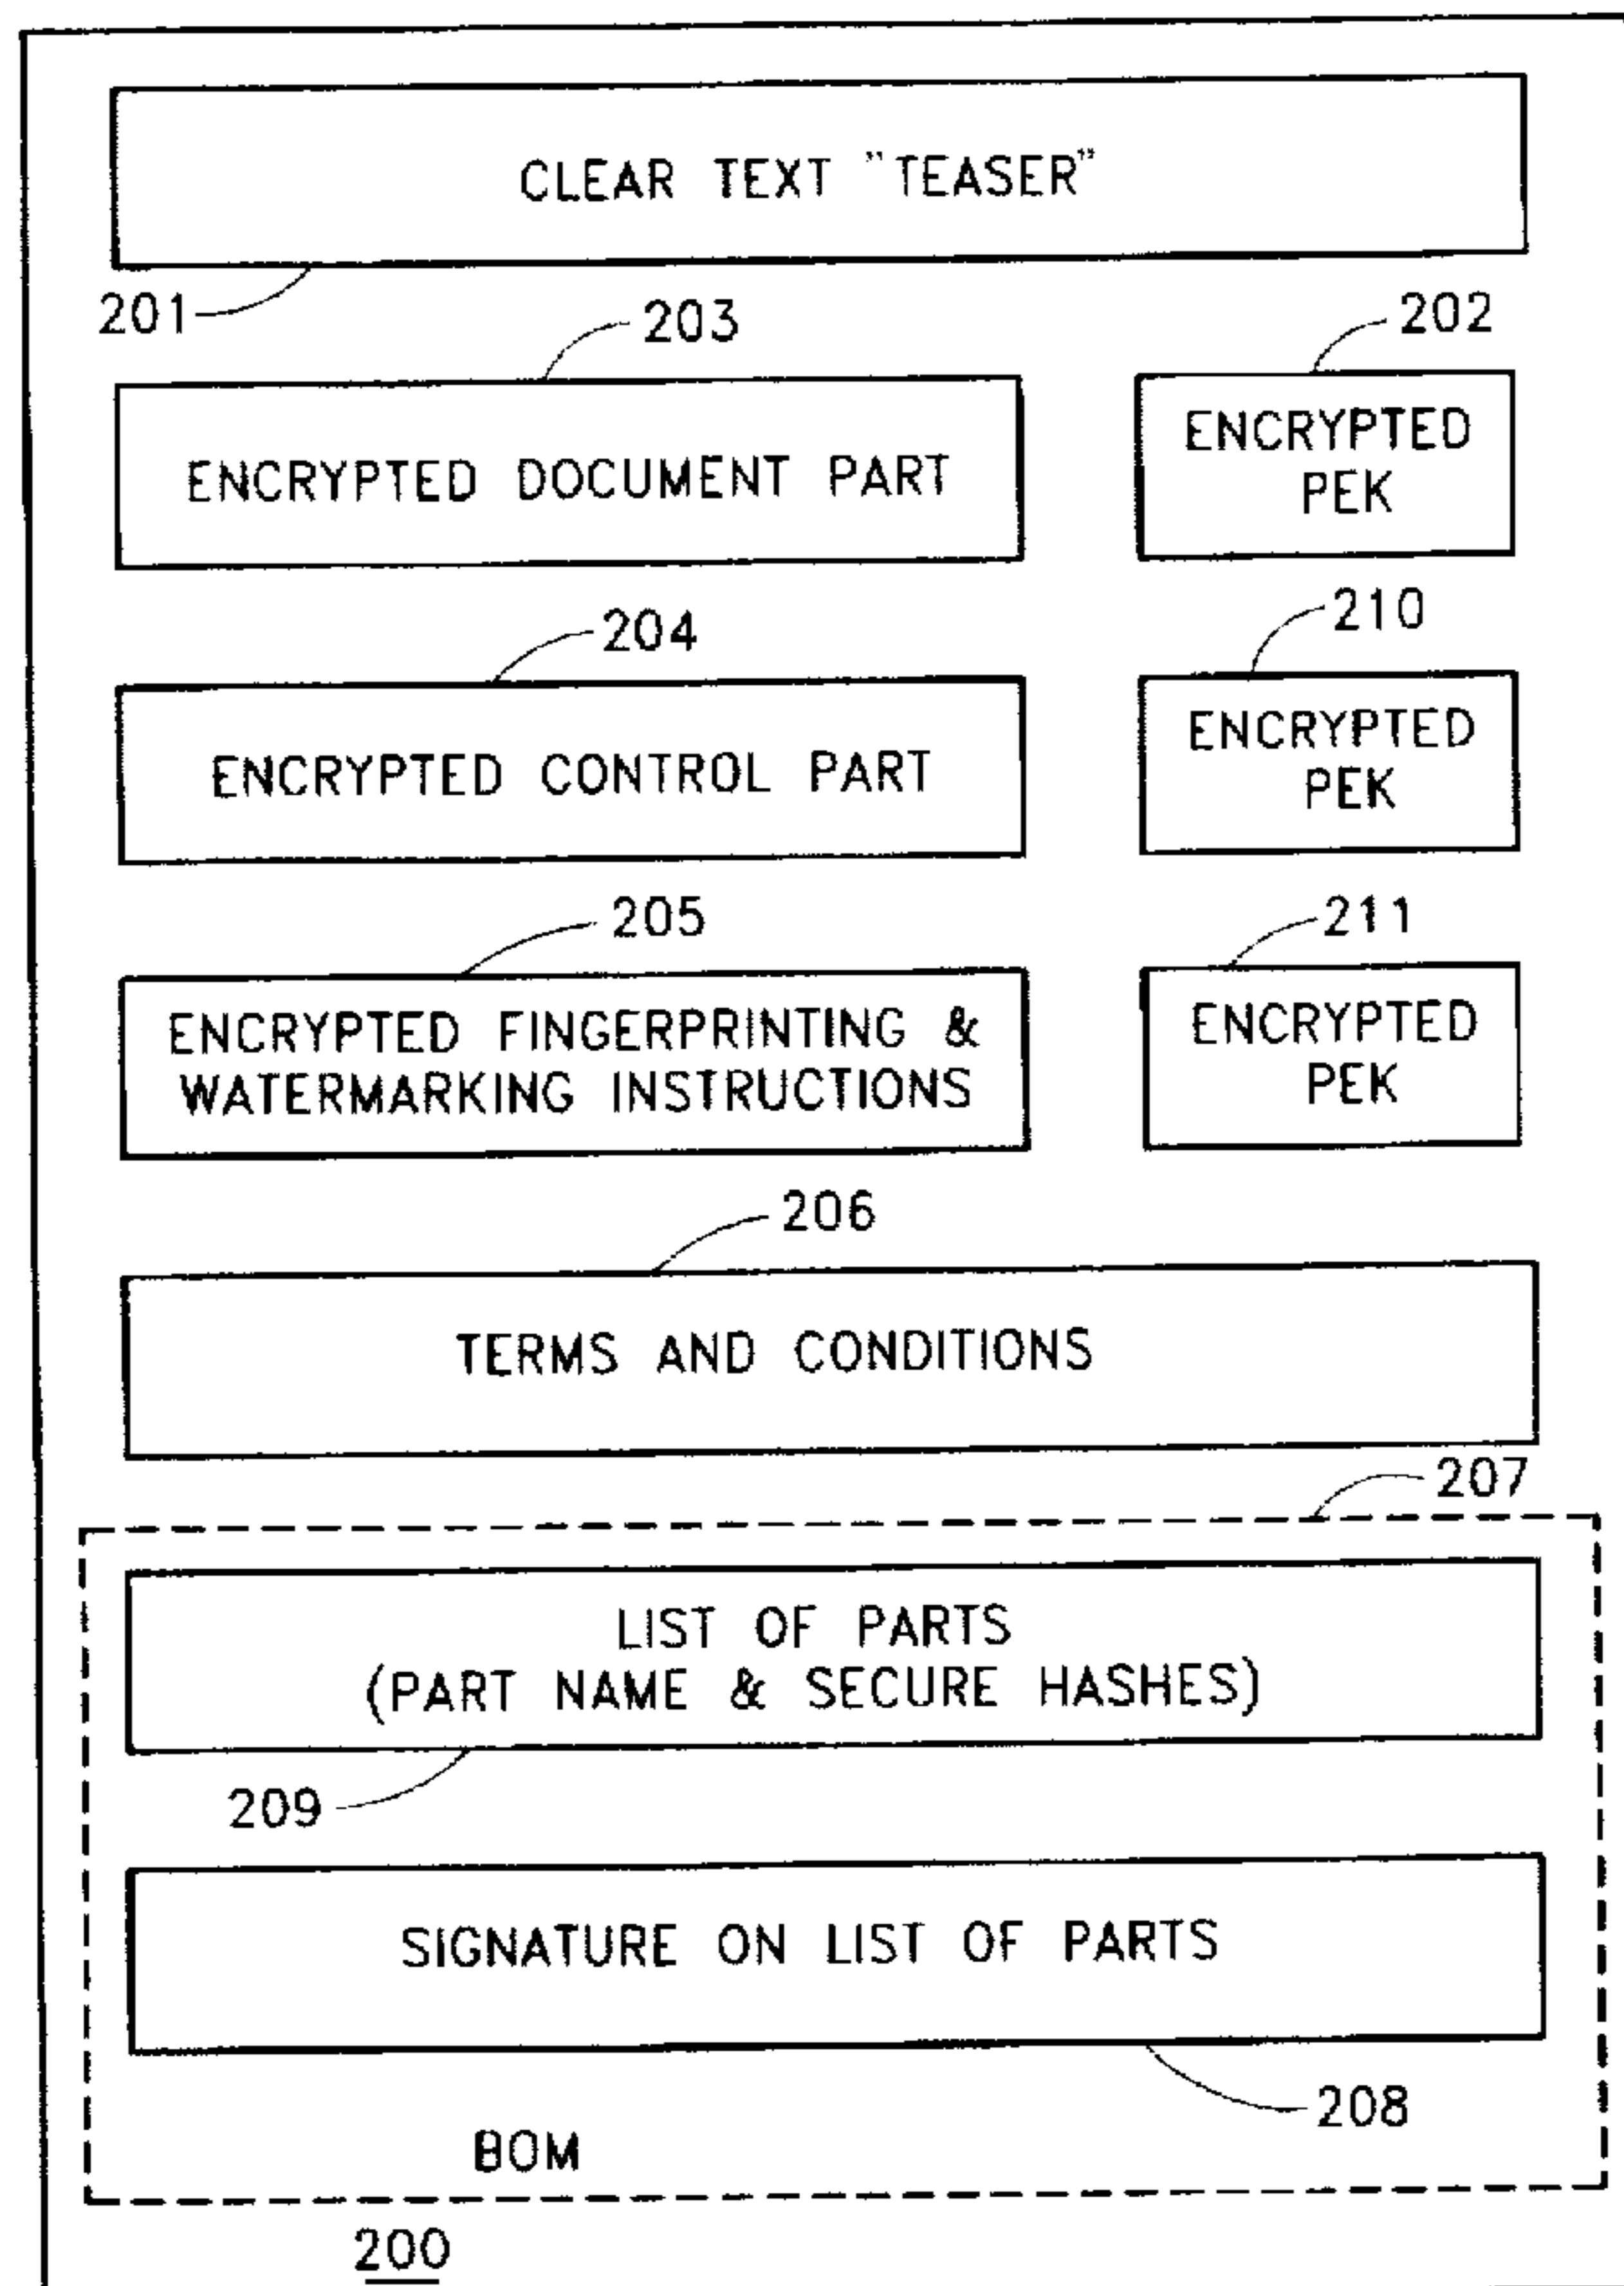 CLEAR TEXT "TEASER"
201
203
202
ENCRYPTED DOCUMENT PART
ENCRYPTED
PEK
204
210
ENCRYPTED CONTROL PART
ENCRYPTED
PEK
205
211
ENCRYPTED FINGERPRINTING &
WATERMARKING INSTRUCTIONS
ENCRYPTED
PEK
206
TERMS AND CONDITIONS
207
LIST OF PARTS
(PART NAME & SECURE HASHES)
209
SIGNATURE ON LIST OF PARTS
208
BOM
200